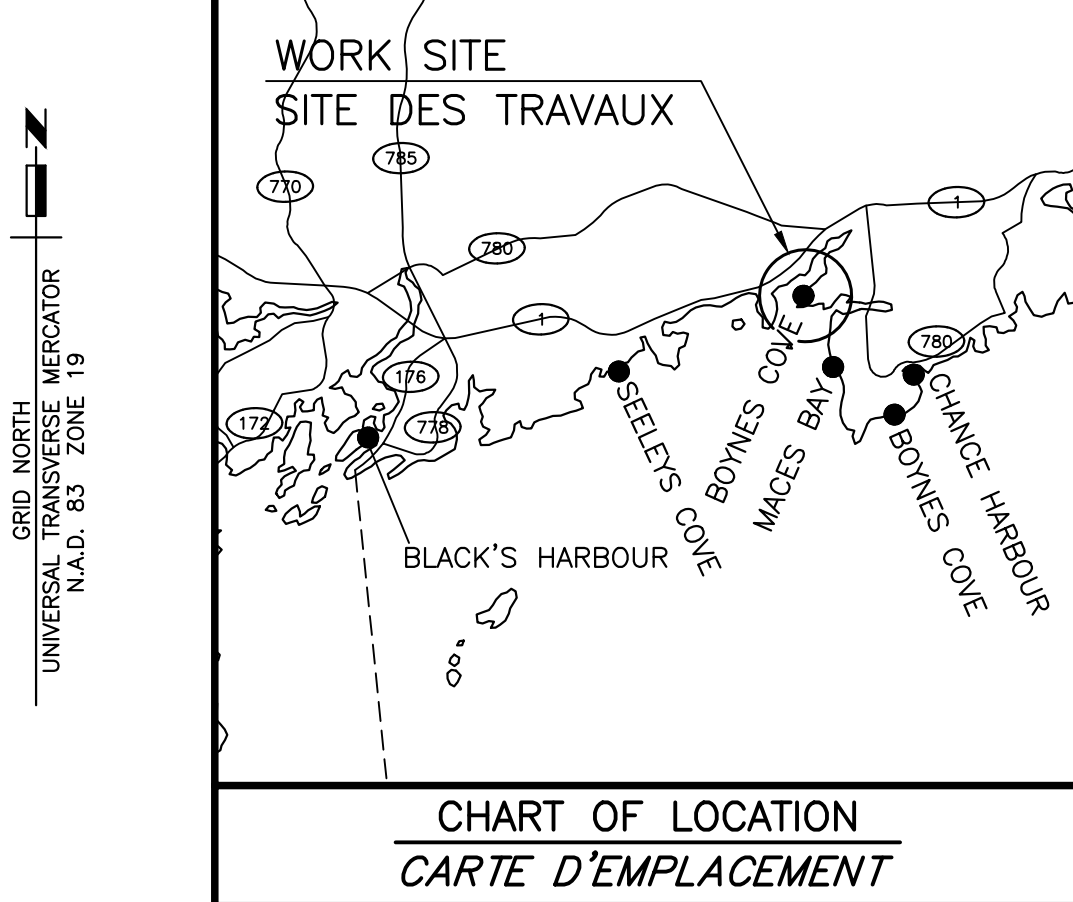 WORK SITE
SITE DES TRAVAUX
785
770
1
780
1
780
176
172
778
SEELEYS COVE
BOYNES COVE
MACES BAY
CHANCE HARBOUR
BOYNES COVE
BLACK'S HARBOUR
N
GRID NORTH
UNIVERSAL TRANSVERSE MERCATOR
N.A.D. 83 ZONE 19
CHART OF LOCATION
CARTE D'EMPLACEMENT